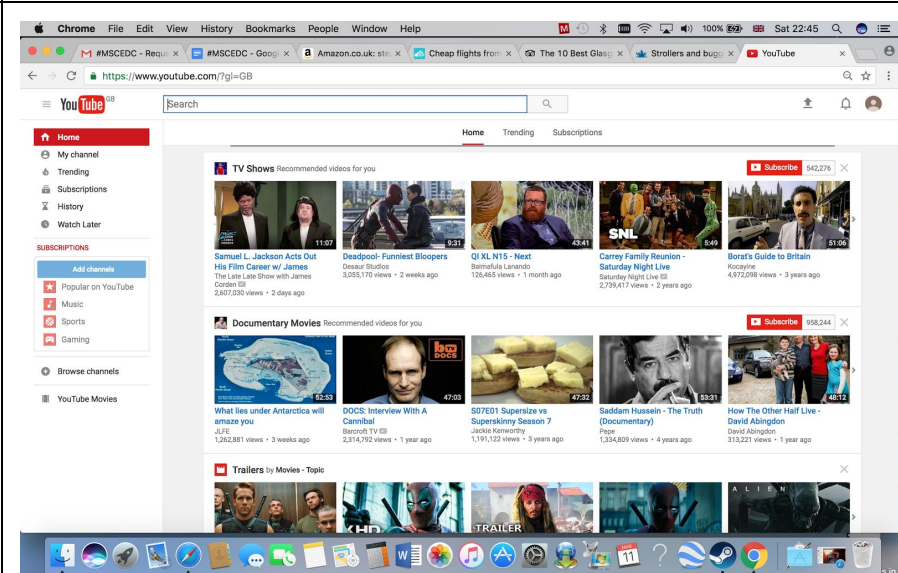 Chrome File Edit View History Bookmarks People Window Help 100% Sat 22:45
#MSCEDC - Requ
#MSCEDC - Googl
Amazon.co.uk: ste
Cheap flights from
The 10 Best Glasg
Strollers and bugg
YouTube
https://www.youtube.com/?gl=GB
YouTube GB
Search
Home Trending Subscriptions
Home
My channel
Trending
Subscriptions
History
Watch Later
SUBSCRIPTIONS
Add channels
Popular on YouTube
Music
Sports
Gaming
Browse channels
YouTube Movies
TV Shows Recommended videos for you
Subscribe 542,276
11:07
Samuel L. Jackson Acts Out
His Film Career w/ James
The Late Late Show with James
Corden
2,607,030 views • 2 days ago
9:31
Deadpool- Funniest Bloopers
Desaur Studios
3,055,170 views • 2 weeks ago
43:41
QI XL N15 - Next
Balmafula Lanando
126,465 views • 1 month ago
SNL
5:49
Carrey Family Reunion -
Saturday Night Live
Saturday Night Live
2,739,417 views • 2 years ago
51:06
Borat's Guide to Britain
Kocayine
4,972,098 views • 3 years ago
Documentary Movies Recommended videos for you
Subscribe 958,244
52:53
What lies under Antarctica will
amaze you
JLFE
1,262,881 views • 3 weeks ago
btv
DOCS
47:03
DOCS: Interview With A
Cannibal
Barcroft TV
2,314,792 views • 1 year ago
47:32
S07E01 Supersize vs
Superskinny Season 7
Jackie Kenworthy
1,191,122 views • 3 years ago
53:31
Saddam Hussein - The Truth
(Documentary)
Pepe
1,334,809 views • 4 years ago
48:12
How The Other Half Live -
David Abingdon
David Abingdon
313,221 views • 1 year ago
Trailers by Movies - Topic
HD
TRAILER
ALIEN
MAR
11